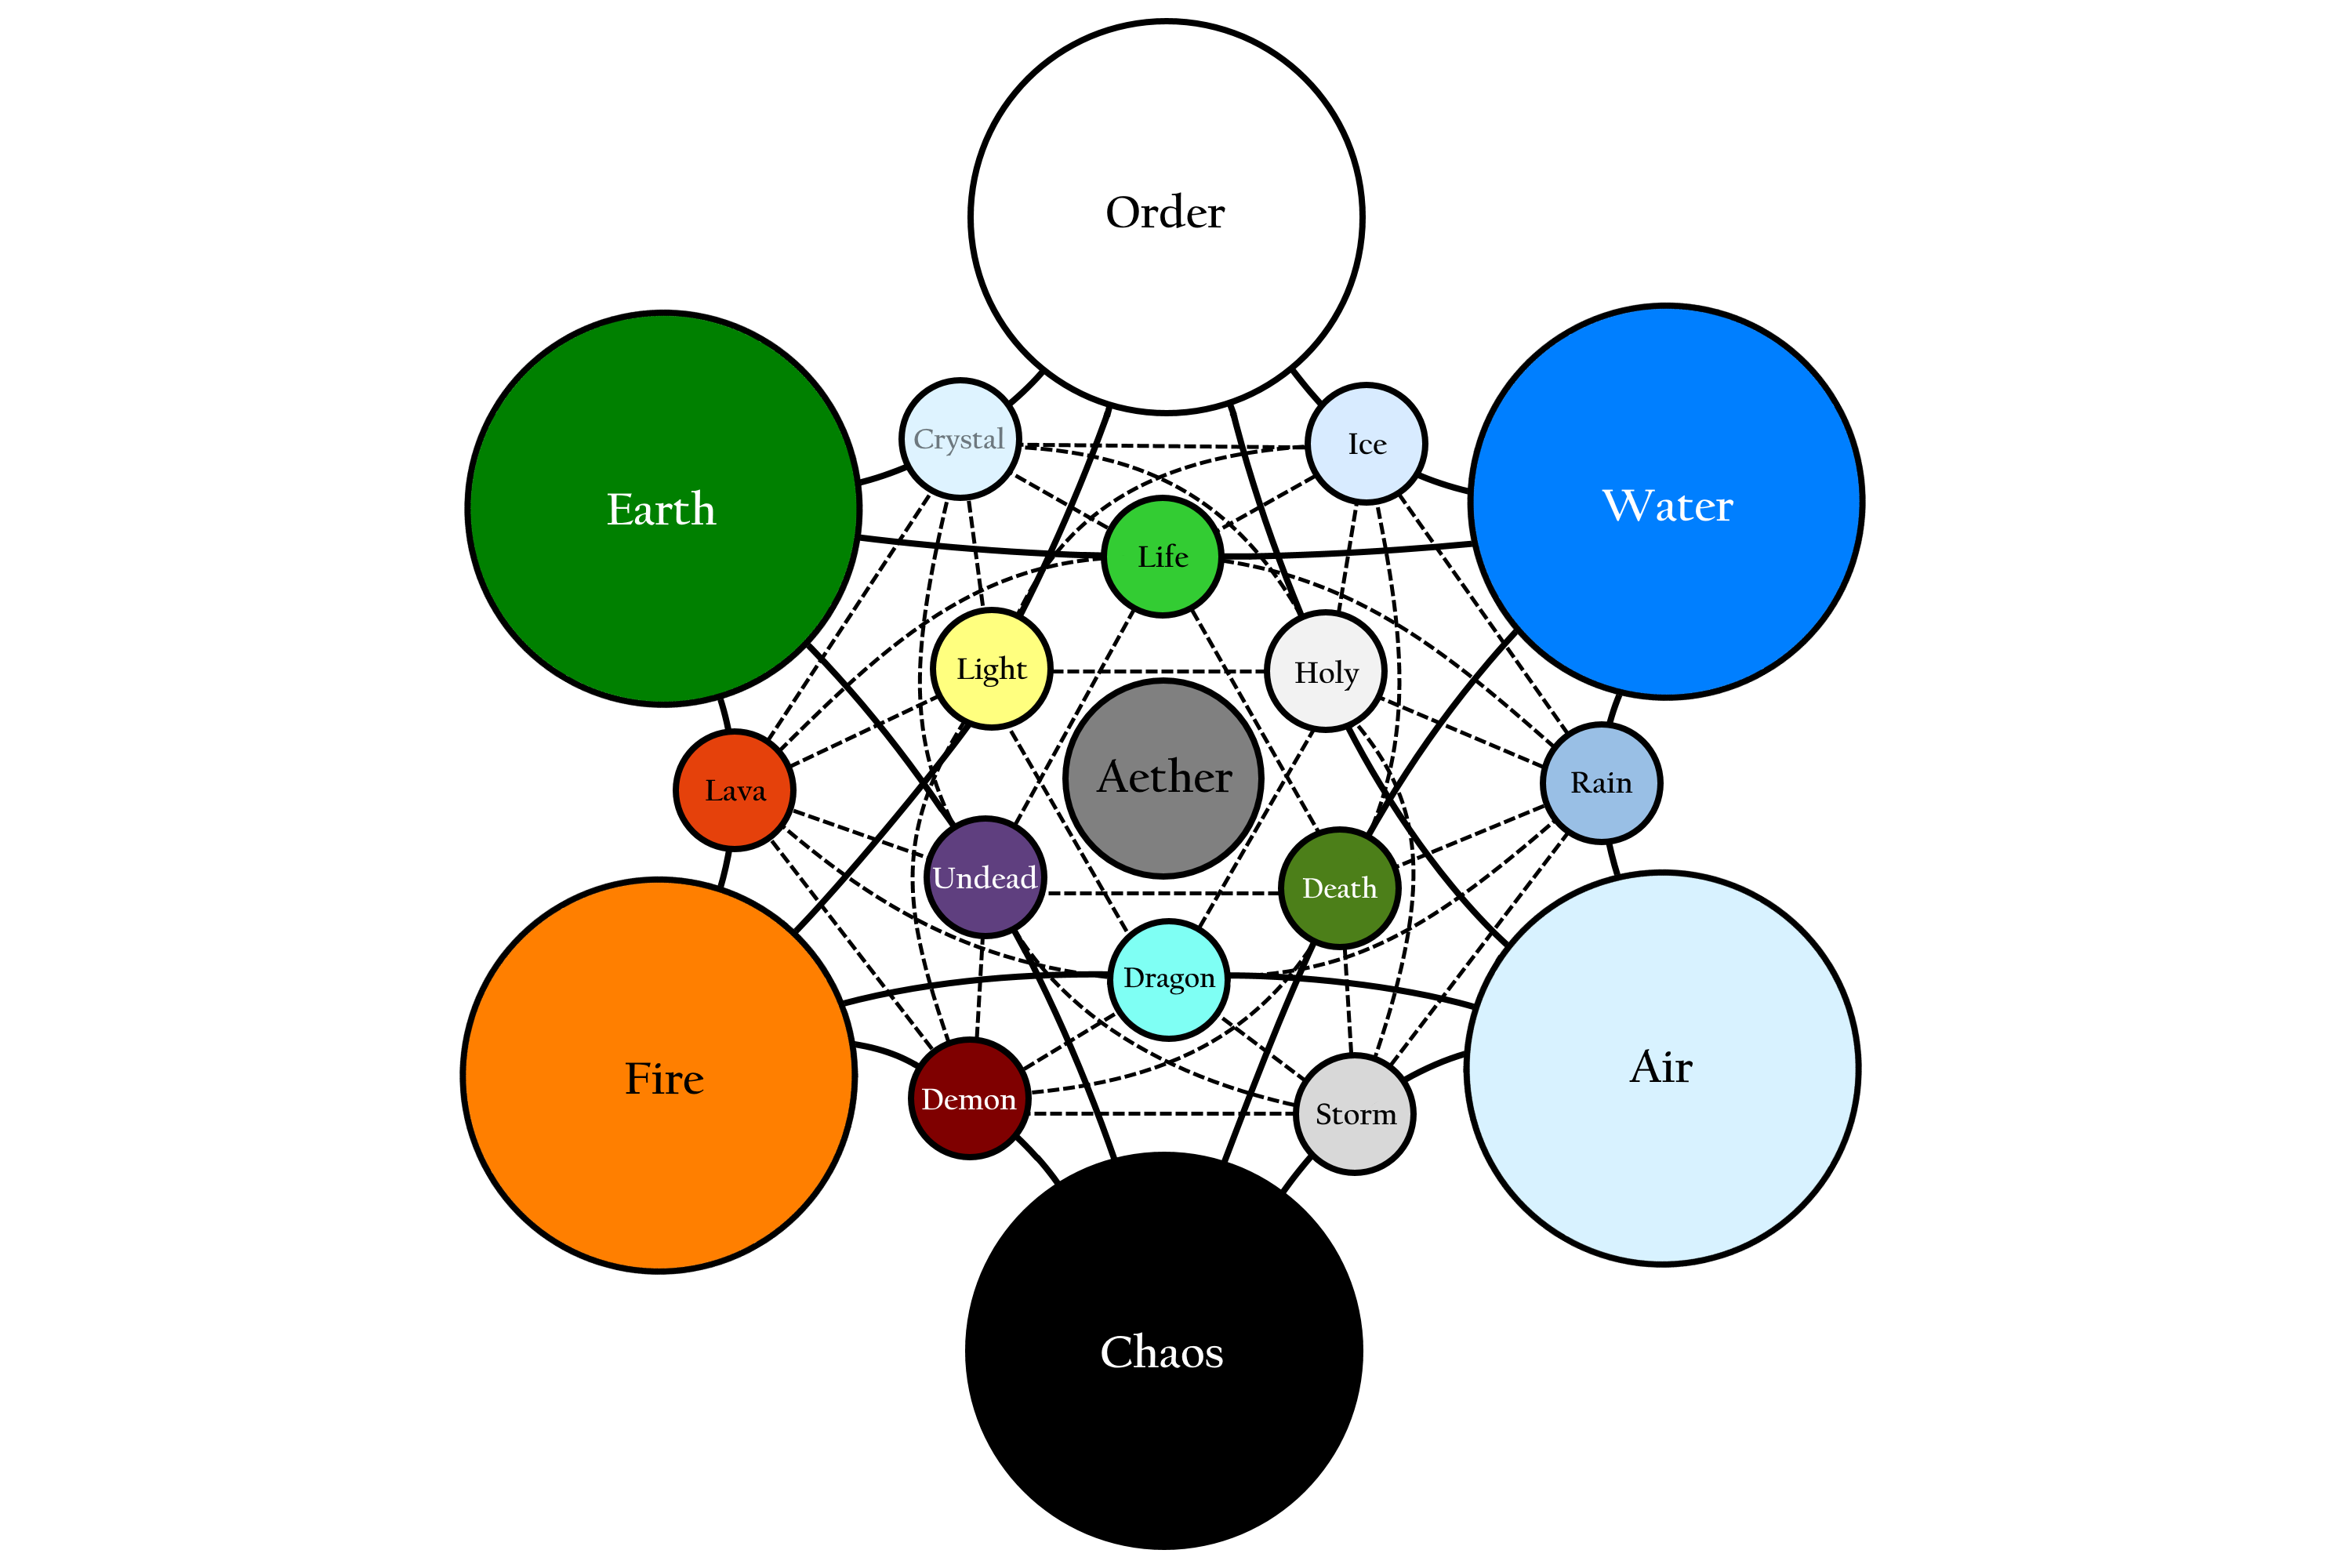 Order
Crystal
Ice
Earth
Water
Life
Light
Holy
Aether
Lava
Rain
Undead
Death
Dragon
Fire
Air
Demon
Storm
Chaos